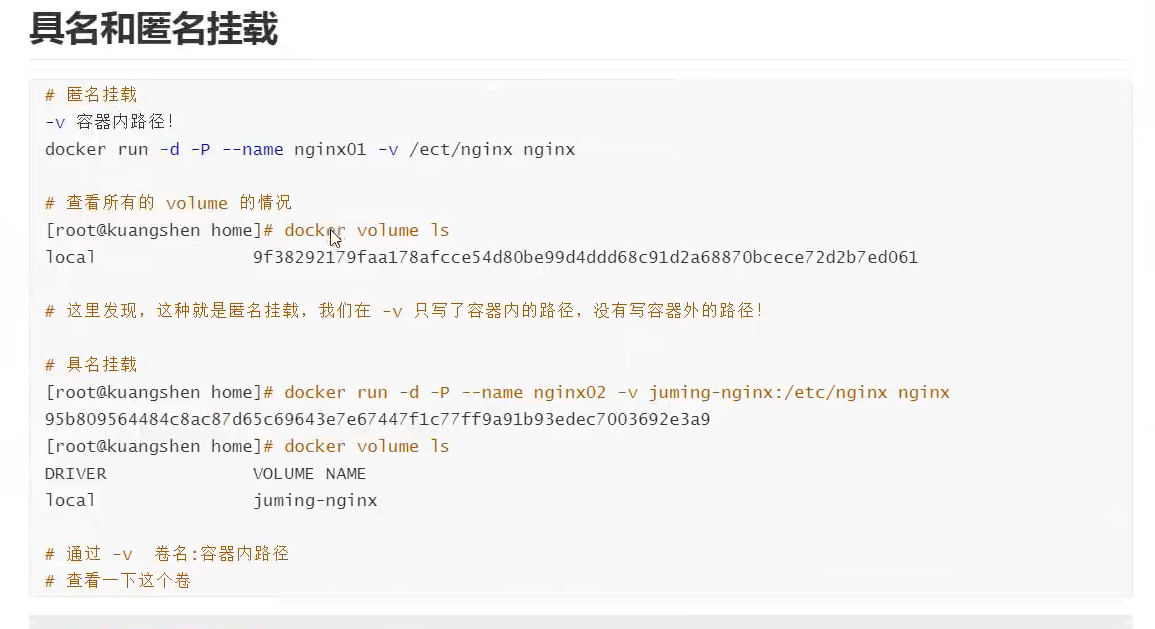 具名和匿名挂载
# 匿名挂载
-v 容器内路径!
docker run -d -P --name nginx01 -v /ect/nginx nginx
# 查看所有的 volume 的情况
[root@kuangshen home]# docker volume ls
local 9f38292179faa178afcce54d80be99d4ddd68c91d2a68870bcece72d2b7ed061
# 这里发现，这种就是匿名挂载，我们在 -v 只写了容器内的路径，没有写容器外的路径!
# 具名挂载
[root@kuangshen home]# docker run -d -P --name nginx02 -v juming-nginx:/etc/nginx nginx
95b809564484c8ac87d65c69643e7e67447f1c77ff9a91b93edec7003692e3a9
[root@kuangshen home]# docker volume ls
DRIVER VOLUME NAME
local juming-nginx
# 通过 -v 卷名:容器内路径
# 查看一下这个卷